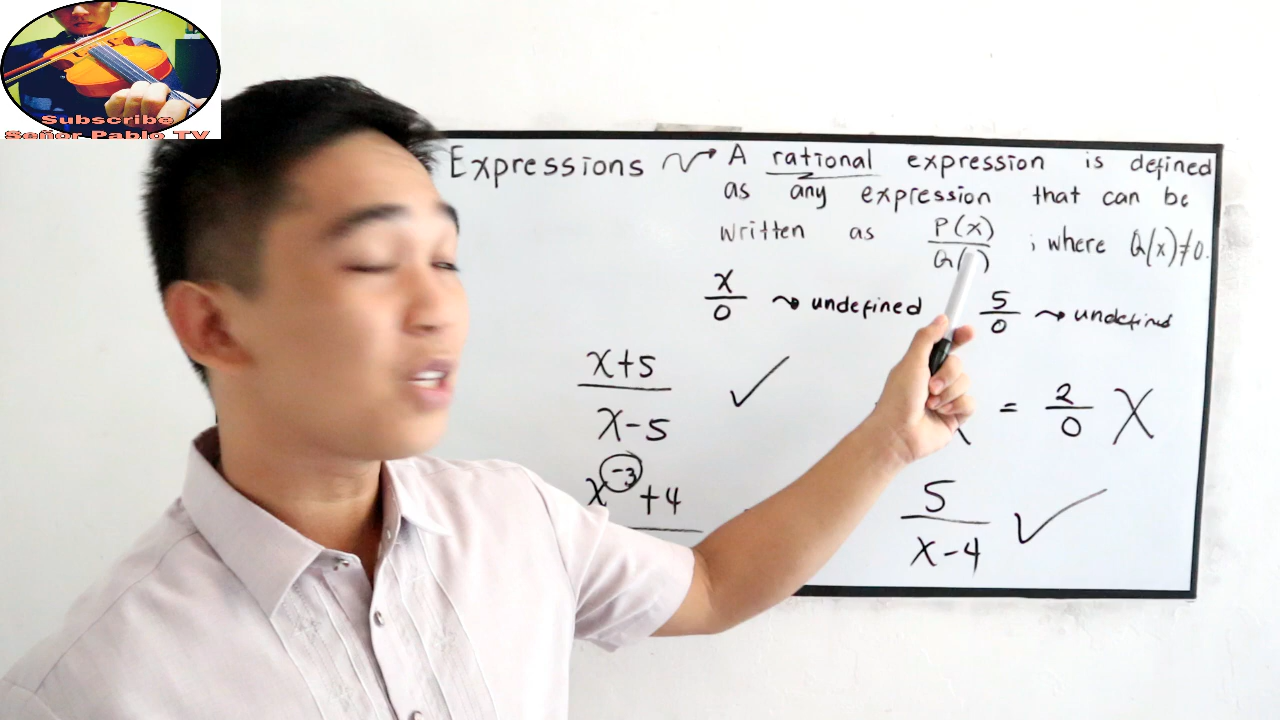 Subscribe
Señor Pablo TV
Expressions
A rational expression is defined
as any expression that can be
written as P(x) ; where Q(x)≠0.
Q( )
x/0 undefined
5/0 undefined
x+5
x-5
= 2/0 X
x^-3 +4
5
x-4